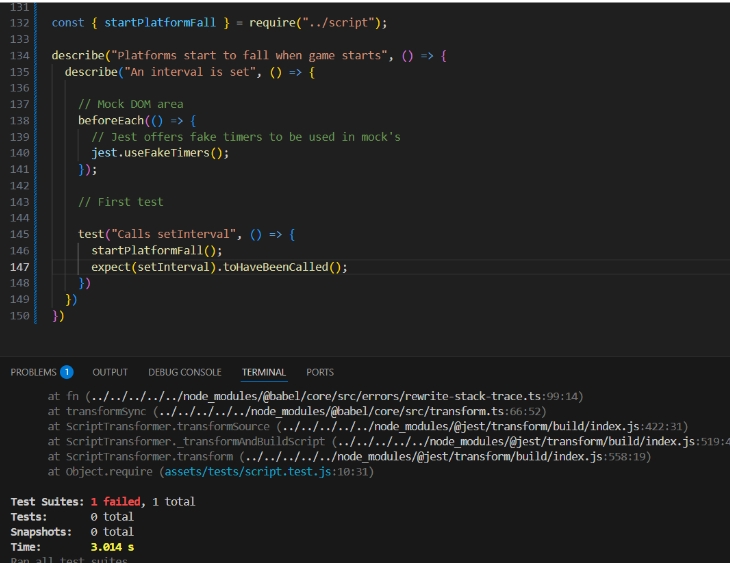 131
132 const { startPlatformFall } = require("../script");
133
134 describe("Platforms start to fall when game starts", () => {
135 describe("An interval is set", () => {
136
137 // Mock DOM area
138 beforeEach(() => {
139 // Jest offers fake timers to be used in mock's
140 jest.useFakeTimers();
141 });
142
143 // First test
144
145 test("Calls setInterval", () => {
146 startPlatformFall();
147 expect(setInterval).toHaveBeenCalled();
148 })
149 })
150 })
PROBLEMS 1 OUTPUT DEBUG CONSOLE TERMINAL PORTS
at fn (../../../../../node_modules/@babel/core/src/errors/rewrite-stack-trace.ts:99:14)
at transformSync (../../../../../node_modules/@babel/core/src/transform.ts:66:52)
at ScriptTransformer.transformSource (../../../../../node_modules/@jest/transform/build/index.js:422:31)
at ScriptTransformer._transformAndBuildScript (../../../../../node_modules/@jest/transform/build/index.js:519:4
at ScriptTransformer.transform (../../../../../node_modules/@jest/transform/build/index.js:558:19)
at Object.require (assets/tests/script.test.js:10:31)
Test Suites: 1 failed, 1 total
Tests: 0 total
Snapshots: 0 total
Time: 3.014 s
Ran all test suites.